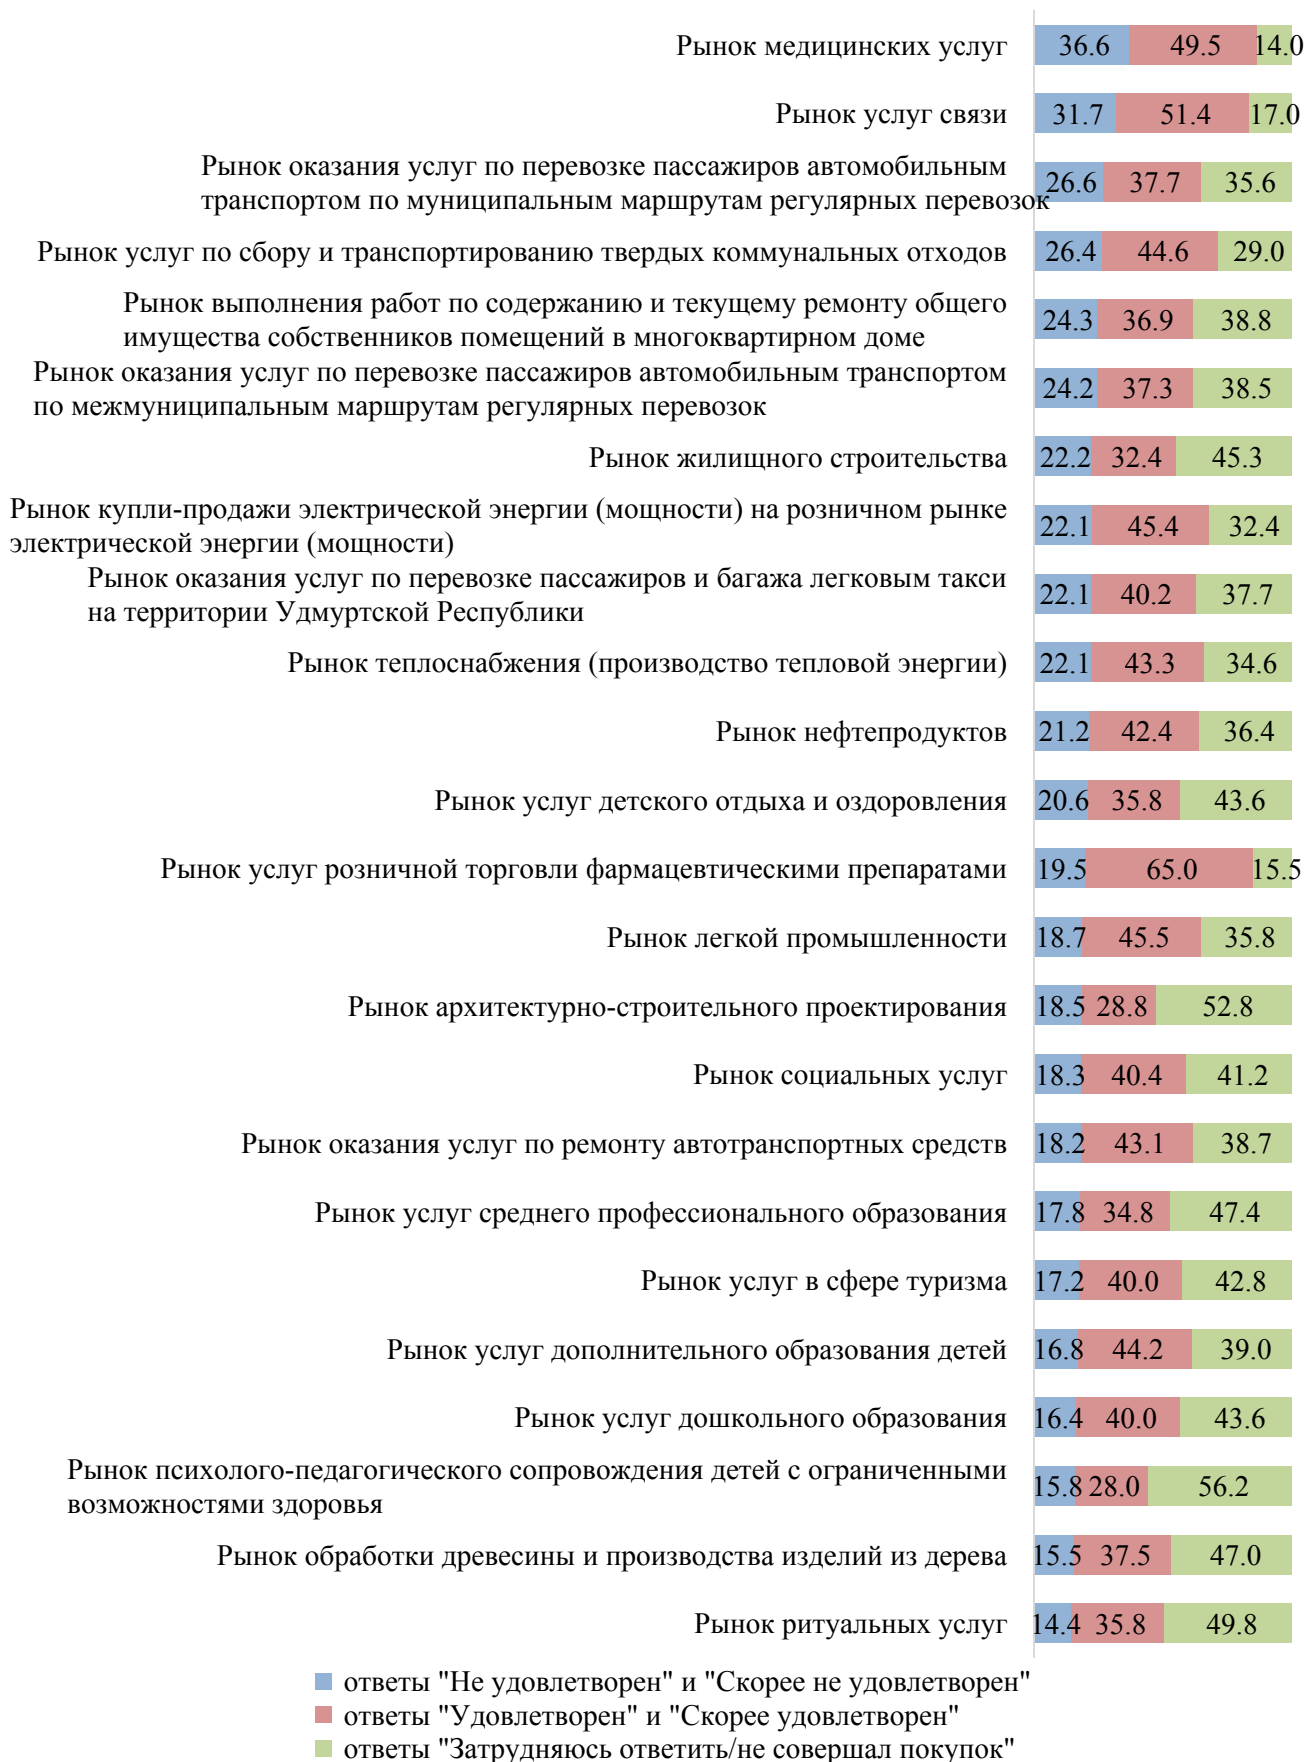 Рынок медицинских услуг 36.6 49.5 14.0
Рынок услуг связи 31.7 51.4 17.0
Рынок оказания услуг по перевозке пассажиров автомобильным
транспортом по муниципальным маршрутам регулярных перевозок
26.6 37.7 35.6
Рынок услуг по сбору и транспортированию твердых коммунальных отходов 26.4 44.6 29.0
Рынок выполнения работ по содержанию и текущему ремонту общего
имущества собственников помещений в многоквартирном доме
24.3 36.9 38.8
Рынок оказания услуг по перевозке пассажиров автомобильным транспортом
по межмуниципальным маршрутам регулярных перевозок
24.2 37.3 38.5
Рынок жилищного строительства 22.2 32.4 45.3
Рынок купли-продажи электрической энергии (мощности) на розничном рынке
электрической энергии (мощности)
22.1 45.4 32.4
Рынок оказания услуг по перевозке пассажиров и багажа легковым такси
на территории Удмуртской Республики
22.1 40.2 37.7
Рынок теплоснабжения (производство тепловой энергии) 22.1 43.3 34.6
Рынок нефтепродуктов 21.2 42.4 36.4
Рынок услуг детского отдыха и оздоровления 20.6 35.8 43.6
Рынок услуг розничной торговли фармацевтическими препаратами 19.5 65.0 15.5
Рынок легкой промышленности 18.7 45.5 35.8
Рынок архитектурно-строительного проектирования 18.5 28.8 52.8
Рынок социальных услуг 18.3 40.4 41.2
Рынок оказания услуг по ремонту автотранспортных средств 18.2 43.1 38.7
Рынок услуг среднего профессионального образования 17.8 34.8 47.4
Рынок услуг в сфере туризма 17.2 40.0 42.8
Рынок услуг дополнительного образования детей 16.8 44.2 39.0
Рынок услуг дошкольного образования 16.4 40.0 43.6
Рынок психолого-педагогического сопровождения детей с ограниченными
возможностями здоровья
15.8 28.0 56.2
Рынок обработки древесины и производства изделий из дерева 15.5 37.5 47.0
Рынок ритуальных услуг 14.4 35.8 49.8
ответы "Не удовлетворен" и "Скорее не удовлетворен"
ответы "Удовлетворен" и "Скорее удовлетворен"
ответы "Затрудняюсь ответить/не совершал покупок"